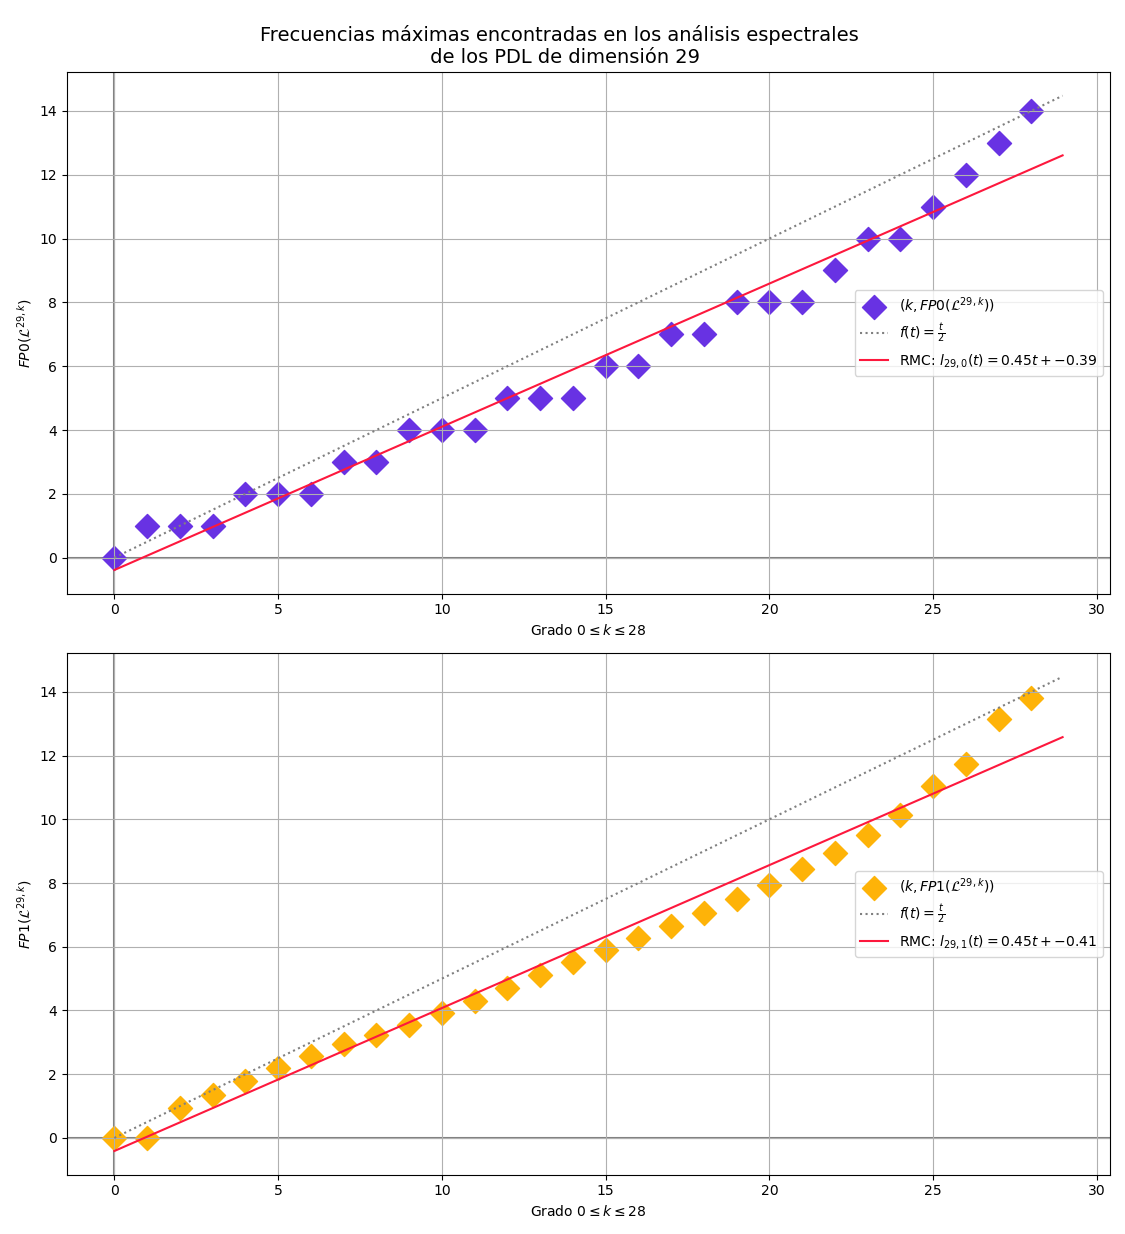 Frecuencias máximas encontradas en los análisis espectrales
de los PDL de dimensión 29
14
12
10
8
6
4
2
0
FP0(ℒ^{29,k})
(k, FP0(ℒ^{29,k}))
f(t) = t/2
RMC: l_{29,0}(t) = 0.45t + −0.39
0 5 10 15 20 25 30
Grado 0 ≤ k ≤ 28
14
12
10
8
6
4
2
0
FP1(ℒ^{29,k})
(k, FP1(ℒ^{29,k}))
f(t) = t/2
RMC: l_{29,1}(t) = 0.45t + −0.41
0 5 10 15 20 25 30
Grado 0 ≤ k ≤ 28